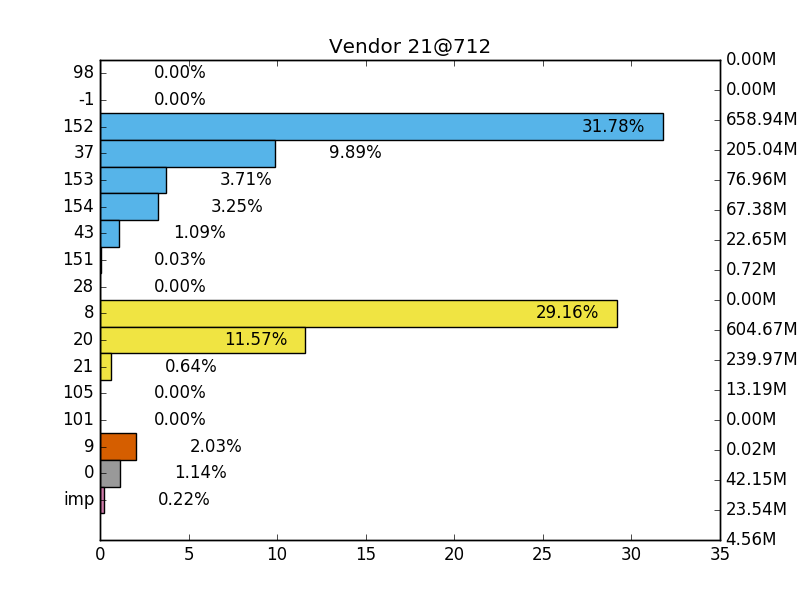 Vendor 21@712
98 0.00% 0.00M
-1 0.00% 0.00M
152 31.78% 658.94M
37 9.89% 205.04M
153 3.71% 76.96M
154 3.25% 67.38M
43 1.09% 22.65M
151 0.03% 0.72M
28 0.00% 0.00M
8 29.16% 604.67M
20 11.57% 239.97M
21 0.64% 13.19M
105 0.00% 0.00M
101 0.00% 0.02M
9 2.03% 42.15M
0 1.14% 23.54M
imp 0.22% 4.56M
0 5 10 15 20 25 30 35